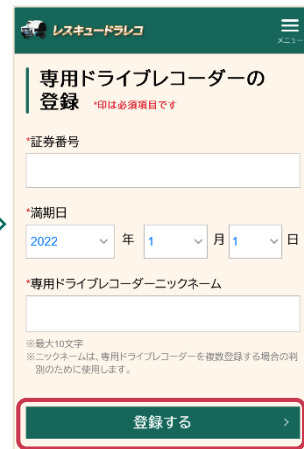 レスキュードラレコ
メニュー
専用ドライブレコーダーの
登録 *印は必須項目です
*証券番号
*満期日
2022 年 1 月 1 日
*専用ドライブレコーダーニックネーム
※最大10文字
※ニックネームは、専用ドライブレコーダーを複数登録する場合の判
別のために使用します。
登録する